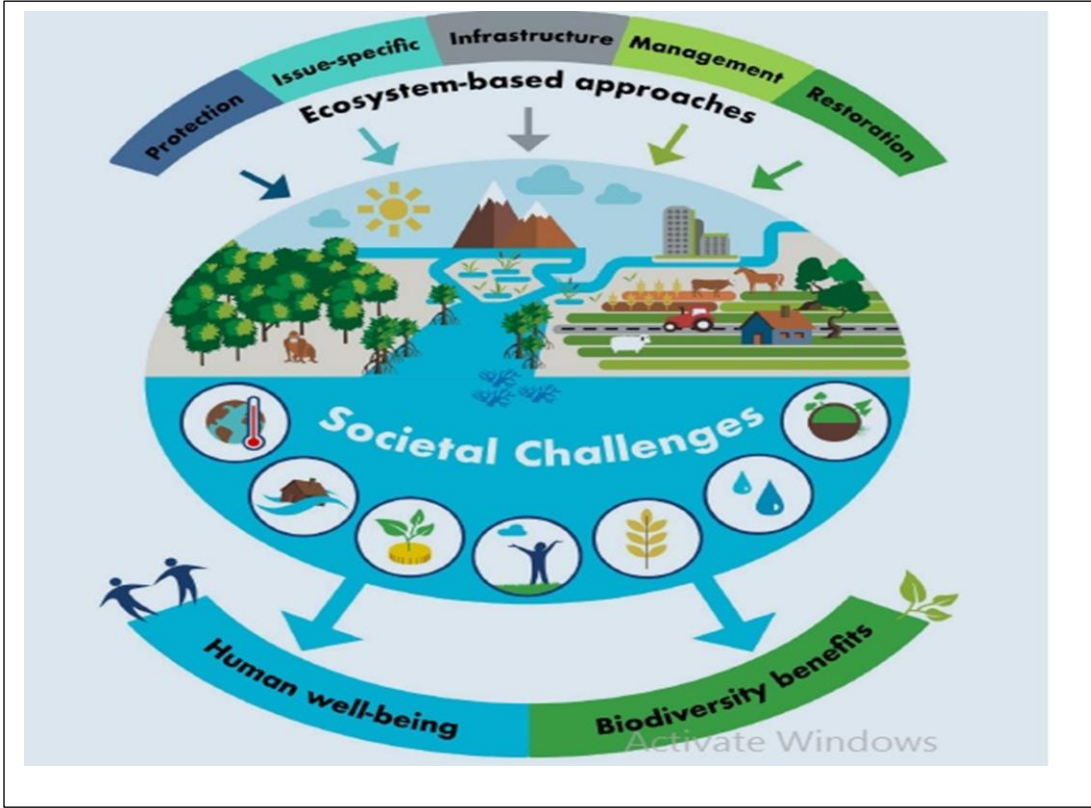 Protection
Issue-specific
Infrastructure
Management
Restoration
Ecosystem-based approaches
Societal Challenges
Human well-being
Biodiversity benefits
Activate Windows